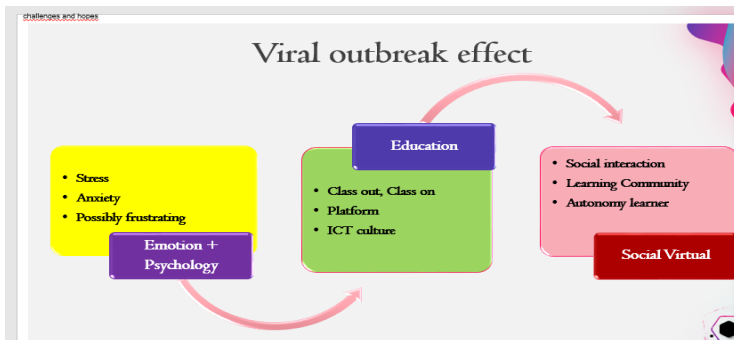 challenges and hopes
Viral outbreak effect
• Stress
• Anxiety
• Possibly frustrating
Emotion +
Psychology
Education
• Class out, Class on
• Platform
• ICT culture
• Social interaction
• Learning Community
• Autonomy learner
Social Virtual